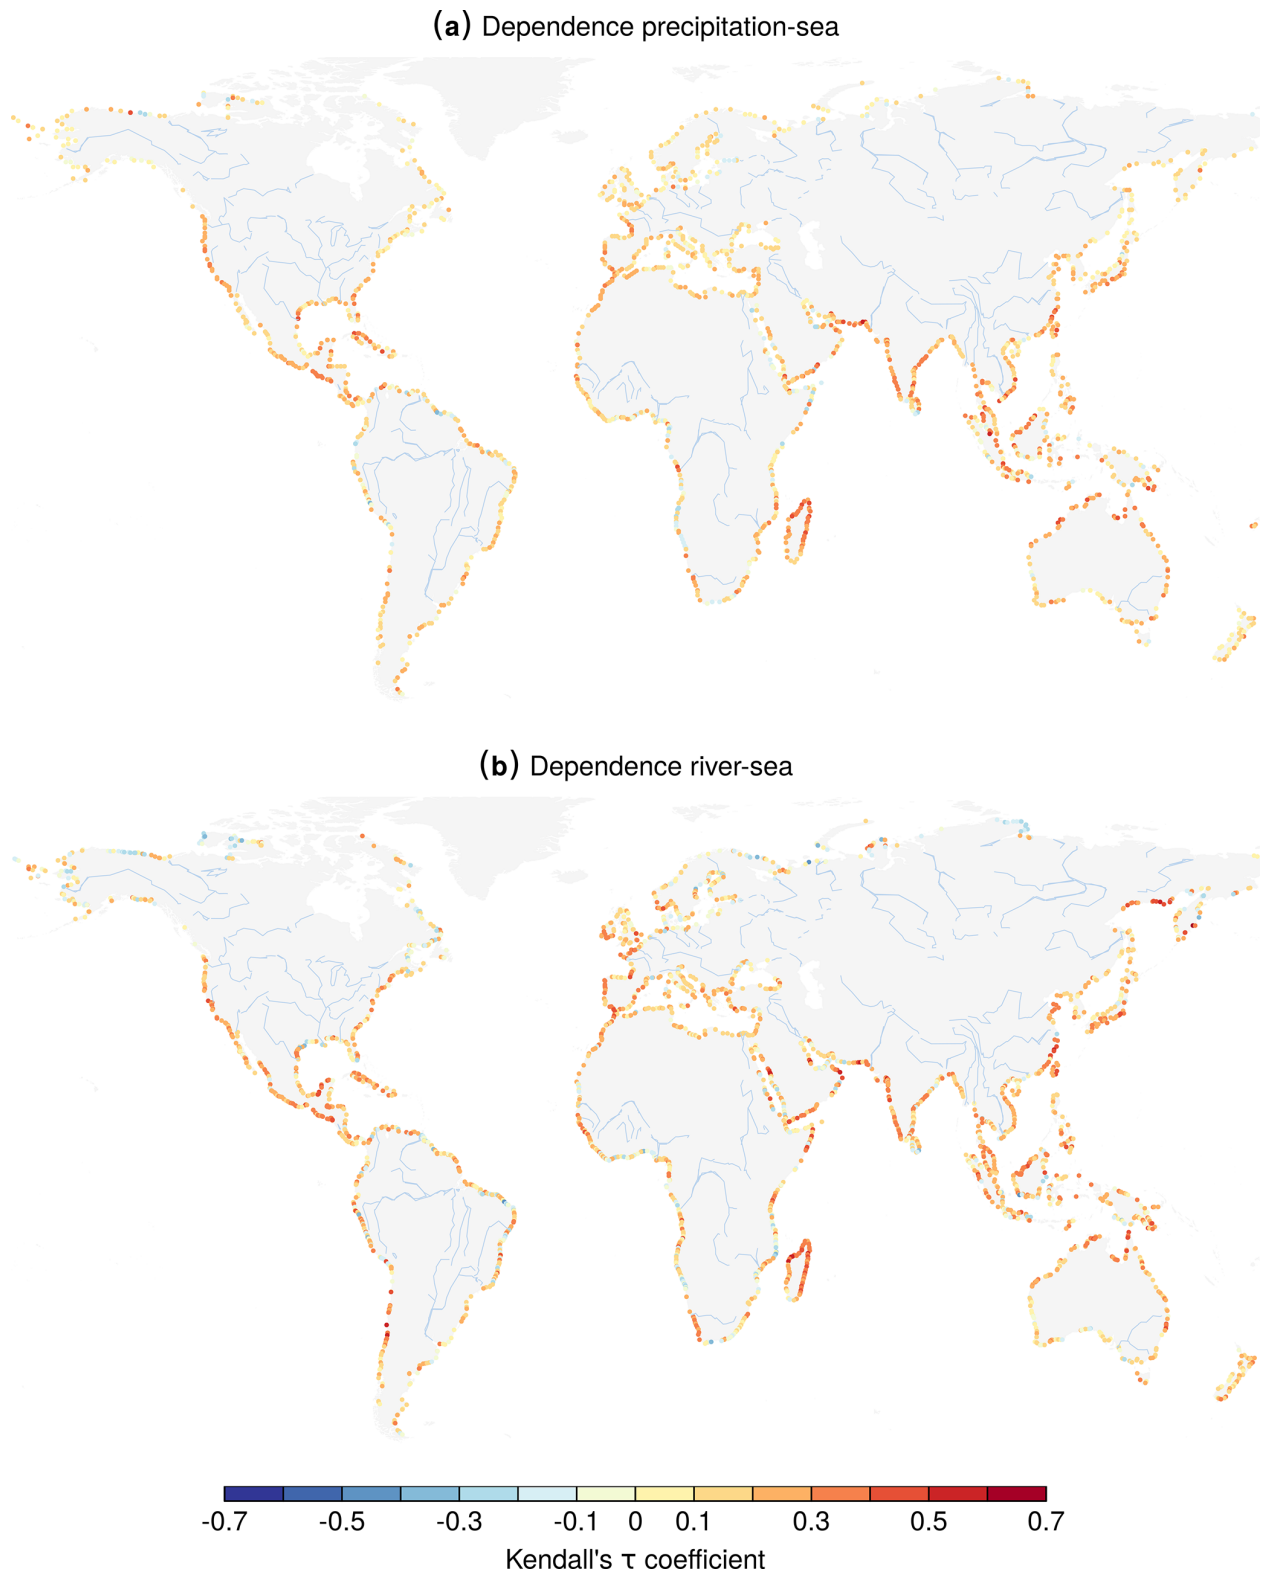 (a) Dependence precipitation-sea
(b) Dependence river-sea
-0.7 -0.5 -0.3 -0.1 0 0.1 0.3 0.5 0.7
Kendall's τ coefficient